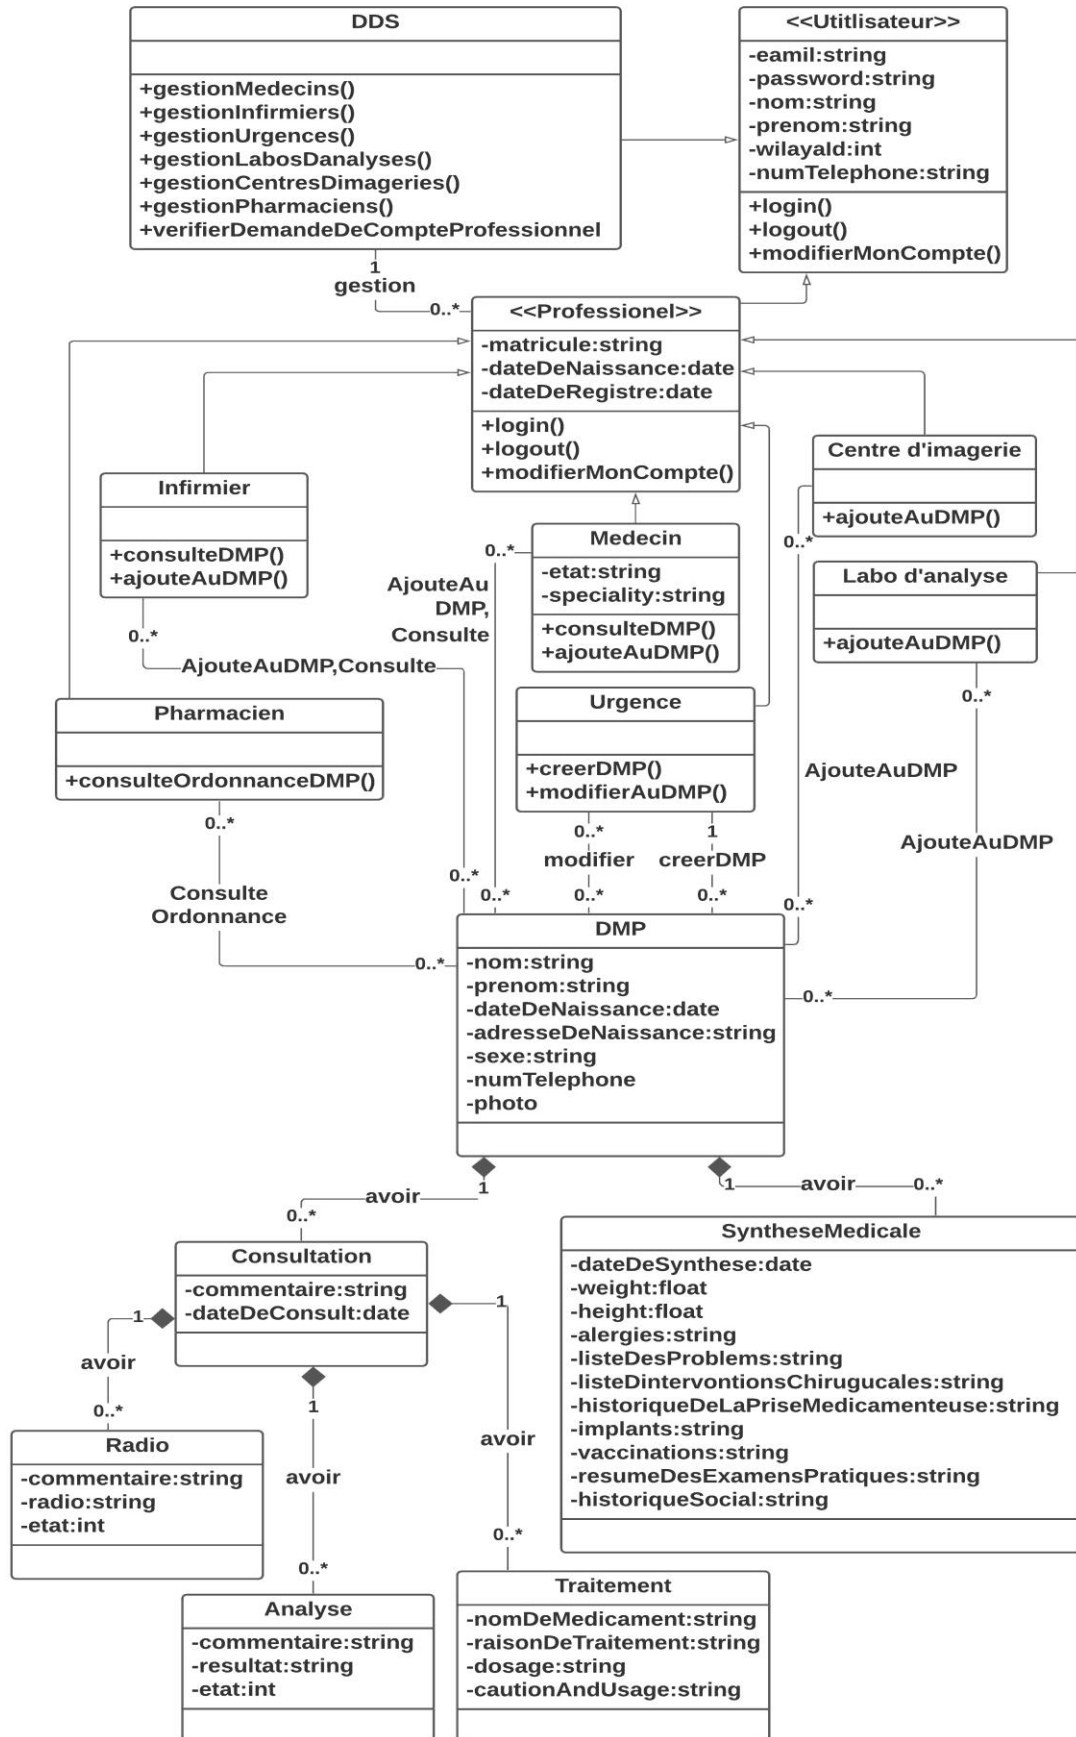 DDS
+gestionMedecins()
+gestionInfirmiers()
+gestionUrgences()
+gestionLabosDanalyses()
+gestionCentresDimageries()
+gestionPharmaciens()
+verifierDemandeDeCompteProfessionnel
<<Utitlisateur>>
-eamil:string
-password:string
-nom:string
-prenom:string
-wilayaId:int
-numTelephone:string
+login()
+logout()
+modifierMonCompte()
1
gestion
0..*
<<Professionel>>
-matricule:string
-dateDeNaissance:date
-dateDeRegistre:date
+login()
+logout()
+modifierMonCompte()
Infirmier
+consulteDMP()
+ajouteAuDMP()
0..*
AjouteAuDMP,Consulte
0..*
Medecin
-etat:string
-speciality:string
+consulteDMP()
+ajouteAuDMP()
0..*
AjouteAu
DMP,
Consulte
0..*
Centre d'imagerie
+ajouteAuDMP()
0..*
AjouteAuDMP
0..*
Labo d'analyse
+ajouteAuDMP()
0..*
AjouteAuDMP
0..*
Pharmacien
+consulteOrdonnanceDMP()
0..*
Consulte
Ordonnance
0..*
Urgence
+creerDMP()
+modifierAuDMP()
0..*
modifier
0..*
1
creerDMP
0..*
DMP
-nom:string
-prenom:string
-dateDeNaissance:date
-adresseDeNaissance:string
-sexe:string
-numTelephone
-photo
1
avoir
0..*
1
avoir
0..*
Consultation
-commentaire:string
-dateDeConsult:date
SyntheseMedicale
-dateDeSynthese:date
-weight:float
-height:float
-alergies:string
-listeDesProblems:string
-listeDintervontionsChirugucales:string
-historiqueDeLaPriseMedicamenteuse:string
-implants:string
-vaccinations:string
-resumeDesExamensPratiques:string
-historiqueSocial:string
1
avoir
0..*
1
avoir
0..*
1
avoir
0..*
Radio
-commentaire:string
-radio:string
-etat:int
Analyse
-commentaire:string
-resultat:string
-etat:int
Traitement
-nomDeMedicament:string
-raisonDeTraitement:string
-dosage:string
-cautionAndUsage:string